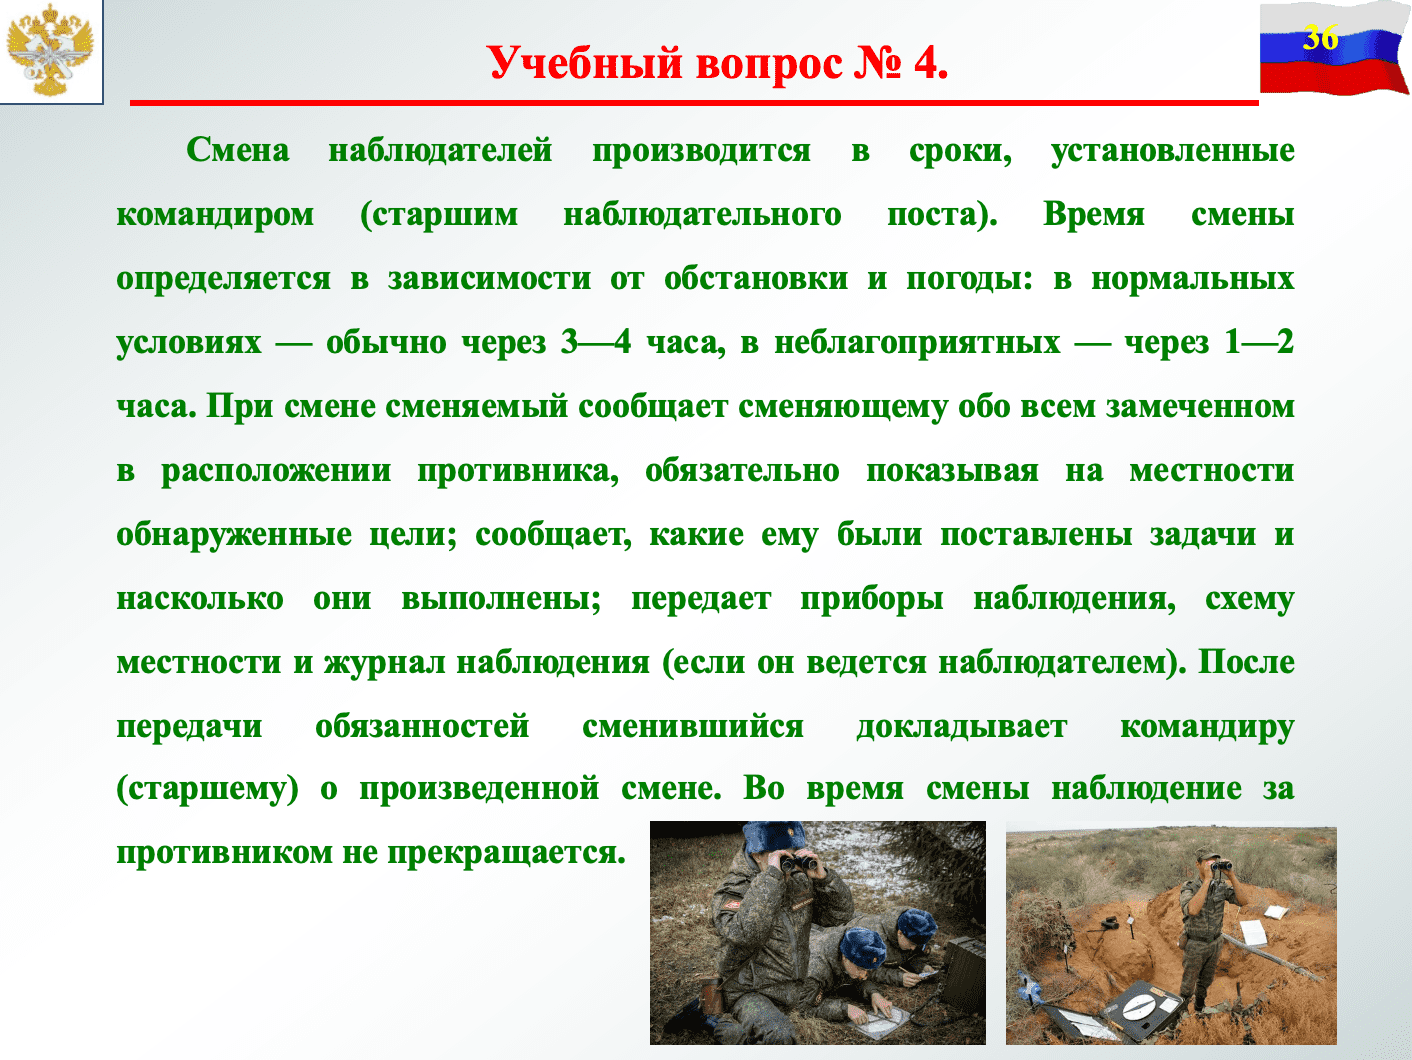 36
Учебный вопрос № 4.
Смена наблюдателей производится в сроки, установленные
командиром (старшим наблюдательного поста). Время смены
определяется в зависимости от обстановки и погоды: в нормальных
условиях — обычно через 3—4 часа, в неблагоприятных — через 1—2
часа. При смене сменяемый сообщает сменяющему обо всем замеченном
в расположении противника, обязательно показывая на местности
обнаруженные цели; сообщает, какие ему были поставлены задачи и
насколько они выполнены; передает приборы наблюдения, схему
местности и журнал наблюдения (если он ведется наблюдателем). После
передачи обязанностей сменившийся докладывает командиру
(старшему) о произведенной смене. Во время смены наблюдение за
противником не прекращается.